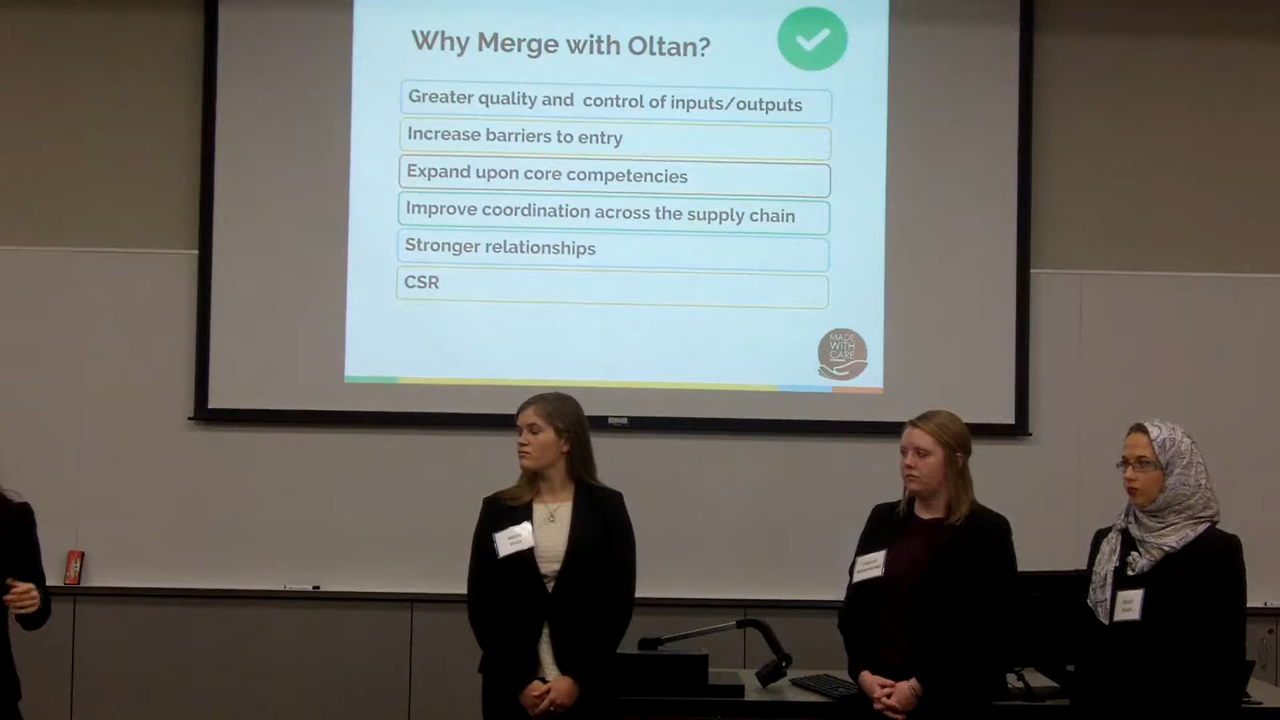 Why Merge with Oltan?
Greater quality and control of inputs/outputs
Increase barriers to entry
Expand upon core competencies
Improve coordination across the supply chain
Stronger relationships
CSR
MADE
WITH
CARE